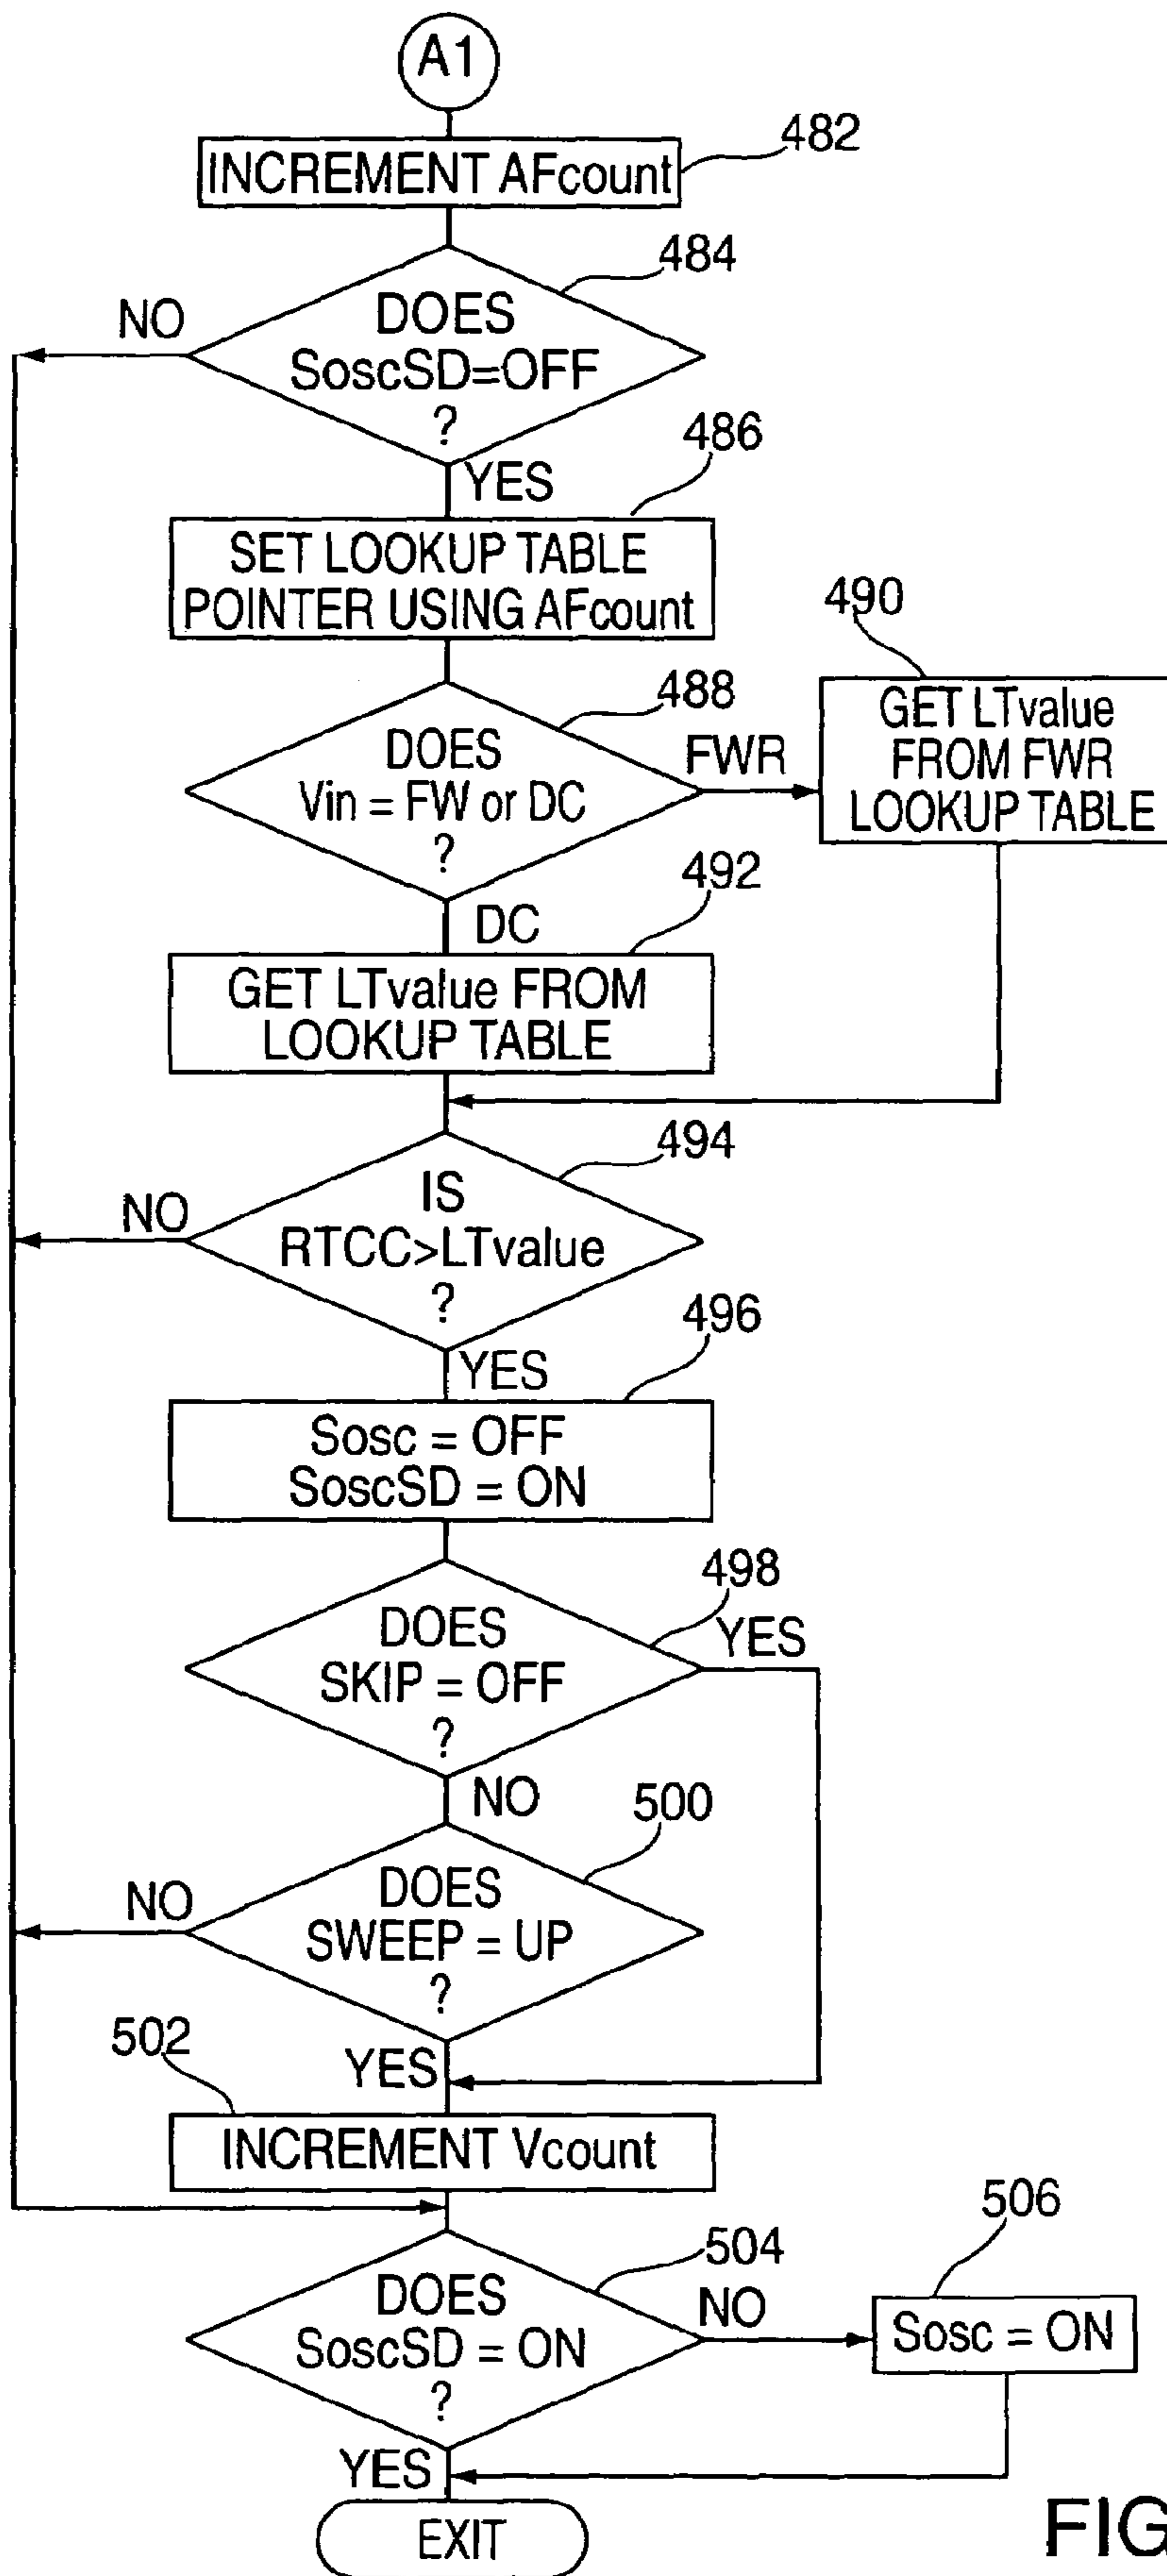 A1
482
INCREMENT AFcount
484
NO
DOES
SoscSD=OFF
?
YES
486
SET LOOKUP TABLE
POINTER USING AFcount
488
DOES
Vin = FW or DC
?
FWR
490
GET LTvalue
FROM FWR
LOOKUP TABLE
DC
492
GET LTvalue FROM
LOOKUP TABLE
494
NO
IS
RTCC>LTvalue
?
YES
496
Sosc = OFF
SoscSD = ON
498
DOES
SKIP = OFF
?
YES
NO
500
NO
DOES
SWEEP = UP
?
502
YES
INCREMENT Vcount
504
DOES
SoscSD = ON
?
NO
506
Sosc = ON
YES
EXIT
FIG